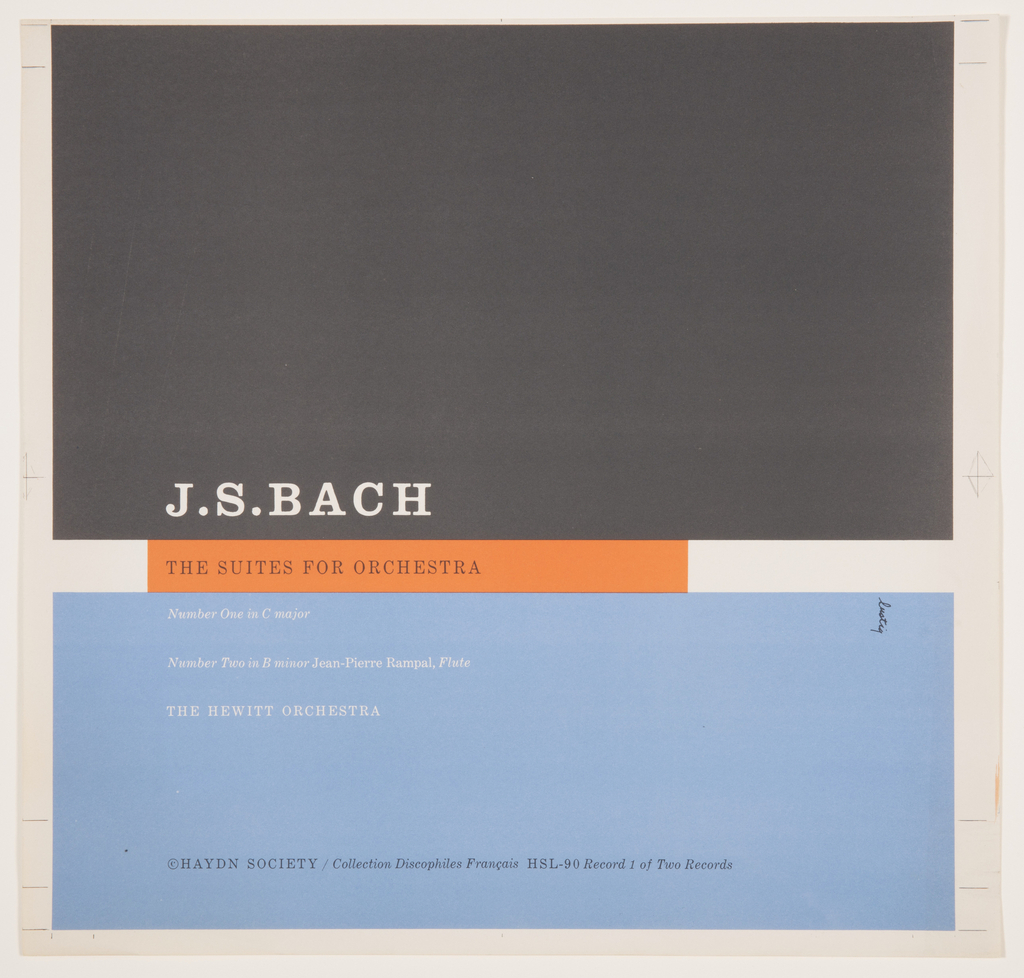 J.S.BACH
THE SUITES FOR ORCHESTRA
Number One in C major
lustig
Number Two in B minor Jean-Pierre Rampal, Flute
THE HEWITT ORCHESTRA
©HAYDN SOCIETY / Collection Discophiles Français HSL-90 Record 1 of Two Records